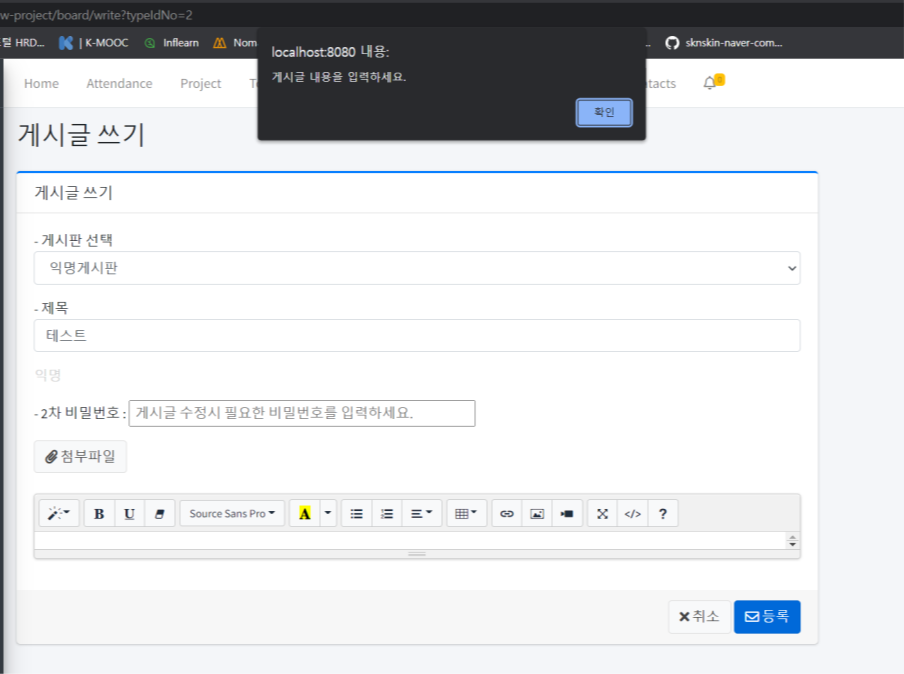 w-project/board/write?typeIdNo=2
털 HRD... | K-MOOC Inflearn Nom sknskin-naver-com...
localhost:8080 내용:
게시글 내용을 입력하세요.
확인
Home Attendance Project tacts
게시글 쓰기
게시글 쓰기
- 게시판 선택
익명게시판
- 제목
테스트
익명
- 2차 비밀번호 : 게시글 수정시 필요한 비밀번호를 입력하세요.
첨부파일
B U Source Sans Pro A </> ?
취소 등록